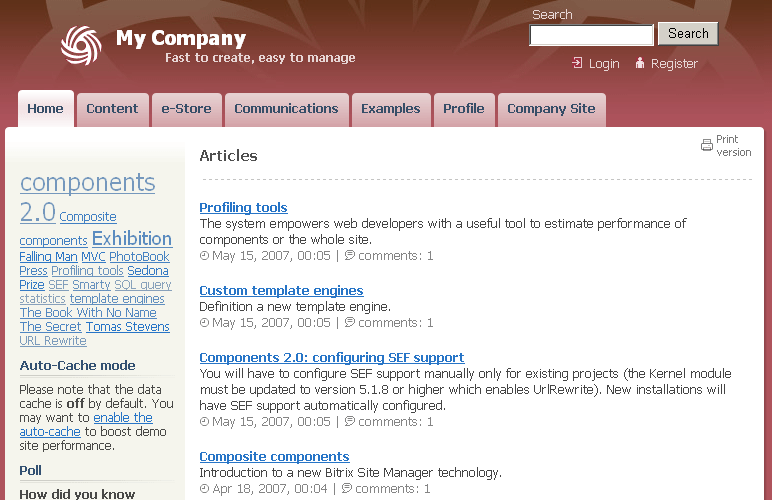 My Company
Fast to create, easy to manage
Search
Search
Login
Register
Home
Content
e-Store
Communications
Examples
Profile
Company Site
components
2.0 Composite
components Exhibition
Falling Man MVC PhotoBook
Press Profiling tools Sedona
Prize SEF Smarty SQL query
statistics template engines
The Book With No Name
The Secret Tomas Stevens
URL Rewrite
Auto-Cache mode
Please note that the data
cache is off by default. You
may want to enable the
auto-cache to boost demo
site performance.
Poll
How did you know
Articles
Print
version
Profiling tools
The system empowers web developers with a useful tool to estimate performance of
components or the whole site.
May 15, 2007, 00:05 | comments: 1
Custom template engines
Definition a new template engine.
May 15, 2007, 00:05 | comments: 1
Components 2.0: configuring SEF support
You will have to configure SEF support manually only for existing projects (the Kernel module
must be updated to version 5.1.8 or higher which enables UrlRewrite). New installations will
have SEF support automatically configured.
May 15, 2007, 00:05 | comments: 1
Composite components
Introduction to a new Bitrix Site Manager technology.
Apr 18, 2007, 00:04 | comments: 1